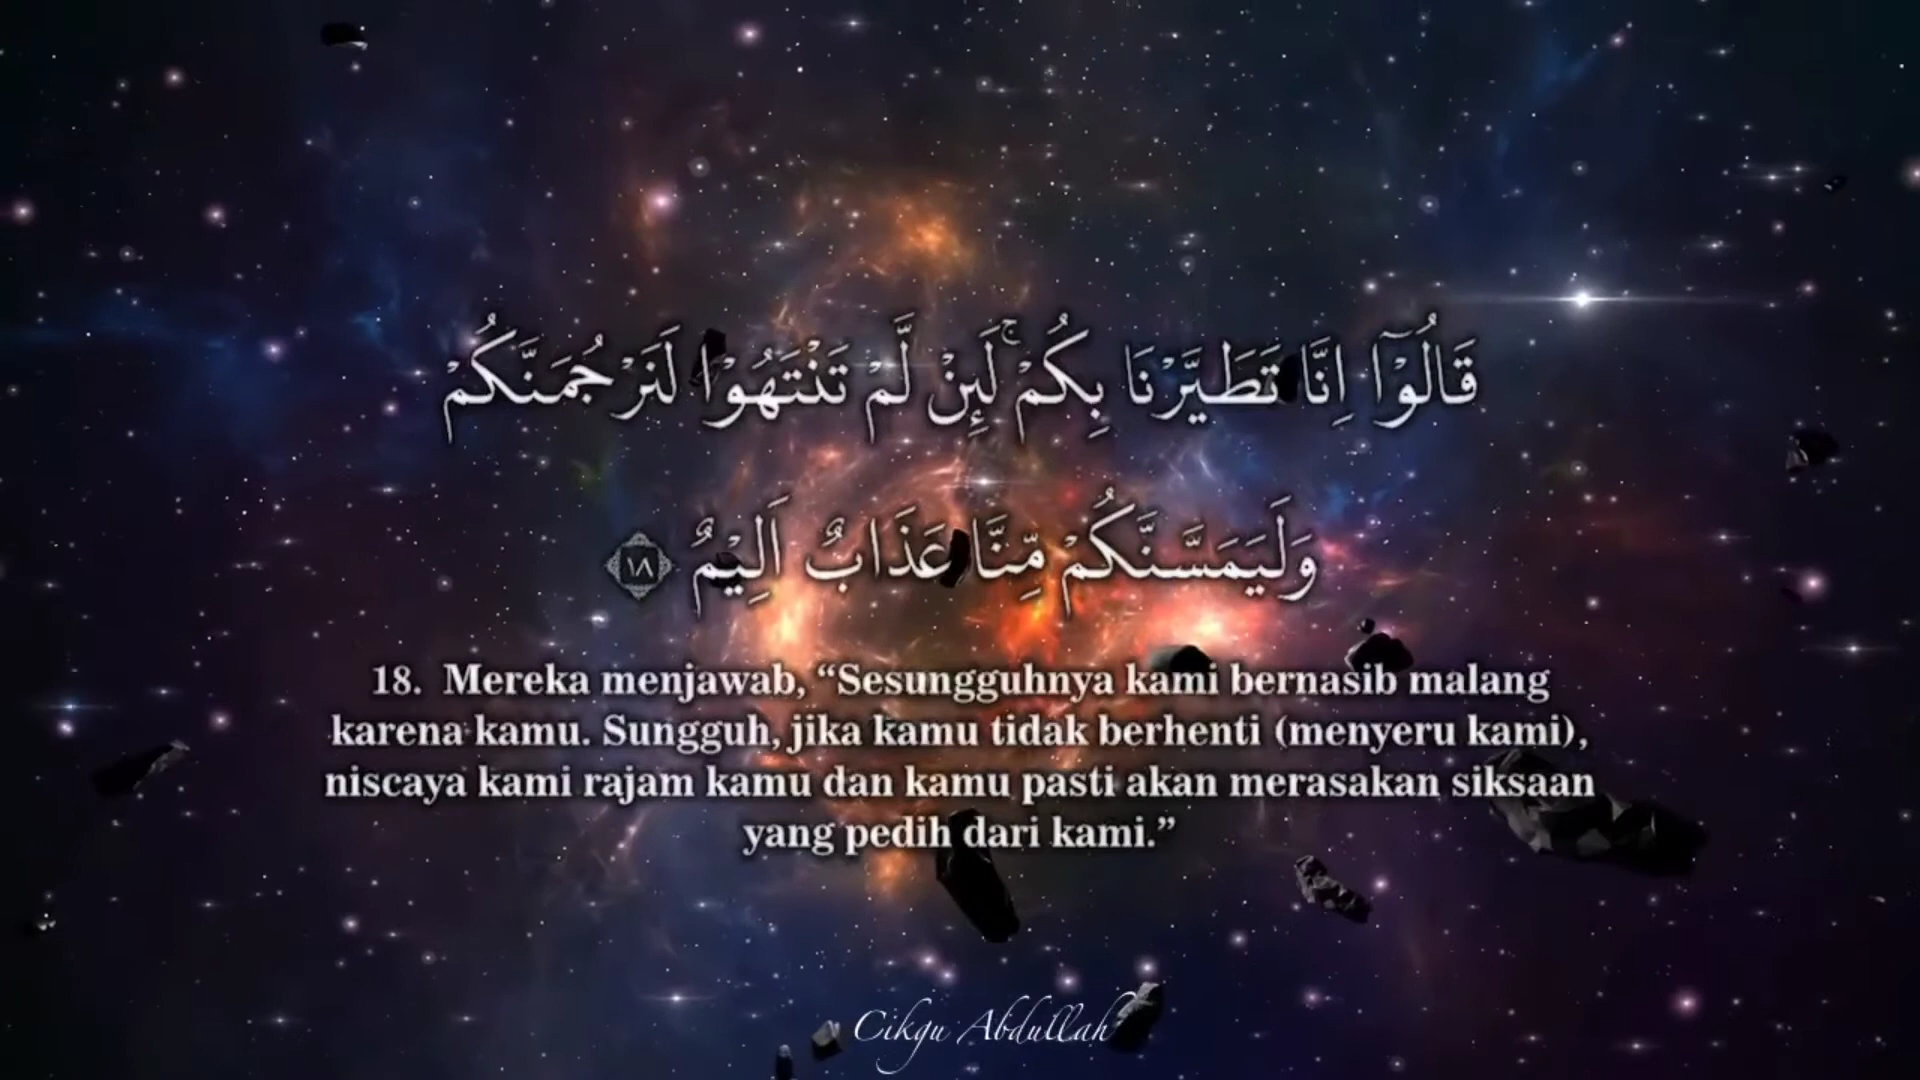 قَالُوْٓا اِنَّا تَطَيَّرْنَا بِكُمْۚ لَىِٕنْ لَّمْ تَنْتَهُوْا لَنَرْجُمَنَّكُمْ
وَلَيَمَسَّنَّكُمْ مِّنَّا عَذَابٌ اَلِيْمٌ ١٨
18. Mereka menjawab, “Sesungguhnya kami bernasib malang
karena kamu. Sungguh, jika kamu tidak berhenti (menyeru kami),
niscaya kami rajam kamu dan kamu pasti akan merasakan siksaan
yang pedih dari kami.”
Cikgu Abdullah